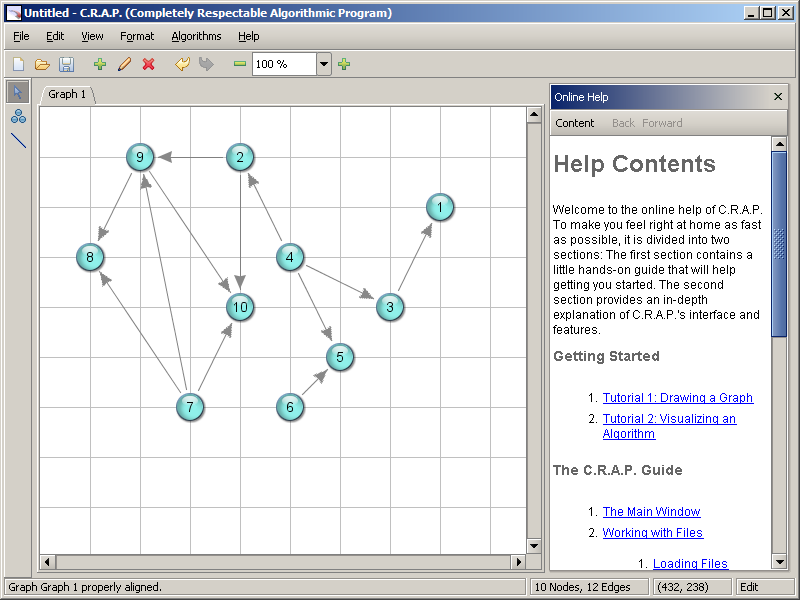 Untitled - C.R.A.P. (Completely Respectable Algorithmic Program)
File Edit View Format Algorithms Help
100 %
Graph 1
9 2
1
8 4
10 3
5
7 6
Online Help
Content Back Forward
Help Contents
Welcome to the online help of C.R.A.P.
To make you feel right at home as fast
as possible, it is divided into two
sections: The first section contains a
little hands-on guide that will help
getting you started. The second
section provides an in-depth
explanation of C.R.A.P.'s interface and
features.
Getting Started
1. Tutorial 1: Drawing a Graph
2. Tutorial 2: Visualizing an
Algorithm
The C.R.A.P. Guide
1. The Main Window
2. Working with Files
1. Loading Files
Graph Graph 1 properly aligned.
10 Nodes, 12 Edges
(432, 238)
Edit